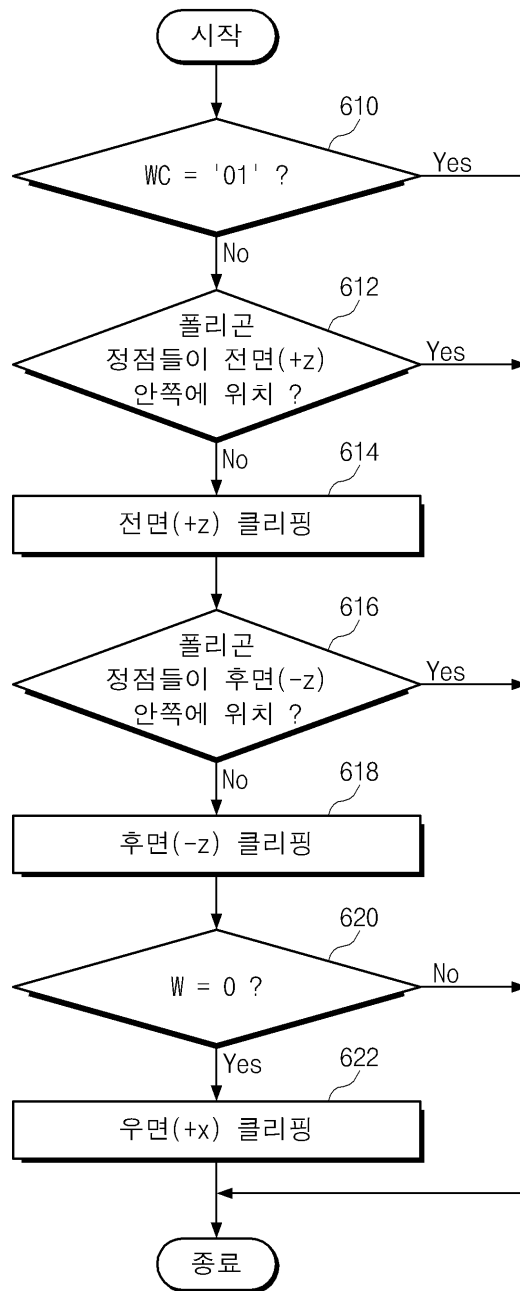 시작
610
WC = '01' ?
Yes
No
612
폴리곤
정점들이 전면(+z)
안쪽에 위치 ?
Yes
No
614
전면(+z) 클리핑
616
폴리곤
정점들이 후면(-z)
안쪽에 위치 ?
Yes
No
618
후면(-z) 클리핑
620
W = 0 ?
No
Yes
622
우면(+x) 클리핑
종료